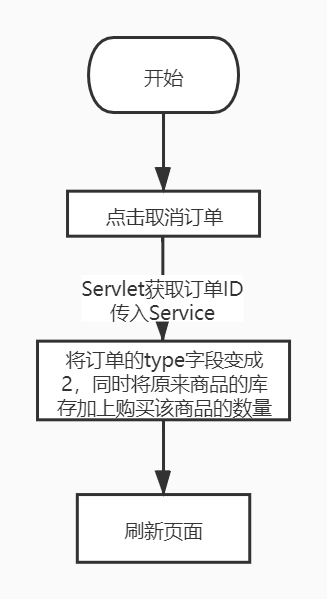 开始
点击取消订单
Servlet获取订单ID
传入Service
将订单的type字段变成
2，同时将原来商品的库
存加上购买该商品的数量
刷新页面